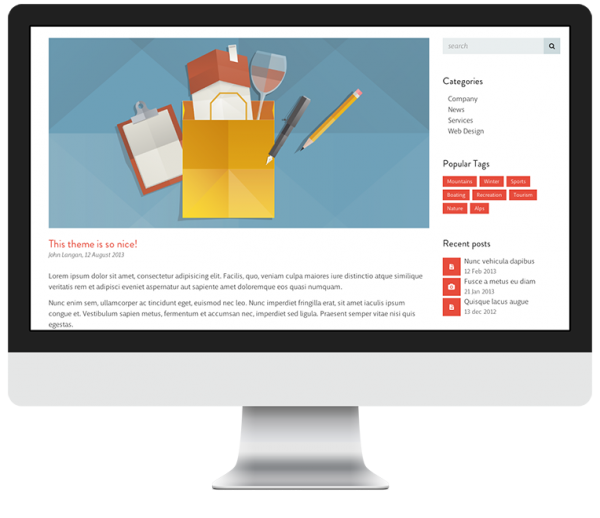 search
Categories
Company
News
Services
Web Design
Popular Tags
Mountains Winter Sports
Boating Recreation Tourism
Nature Alps
This theme is so nice!
John Langan, 12 August 2013
Lorem ipsum dolor sit amet, consectetur adipisicing elit. Facilis, quo, veniam culpa maiores iure distinctio atque similique
veritatis rem et adipisci eveniet aspernatur aut sapiente amet doloremque eos quasi numquam.
Nunc enim sem, ullamcorper ac tincidunt eget, euismod nec leo. Nunc imperdiet fringilla erat, sit amet iaculis ipsum
congue et. Vestibulum sapien metus, fermentum et accumsan nec, imperdiet sed ligula. Praesent semper vitae nisi quis
egestas.
Recent posts
Nunc vehicula dapibus
12 Feb 2013
Fusce a metus eu diam
21 Jan 2013
Quisque lacus augue
13 dec 2012